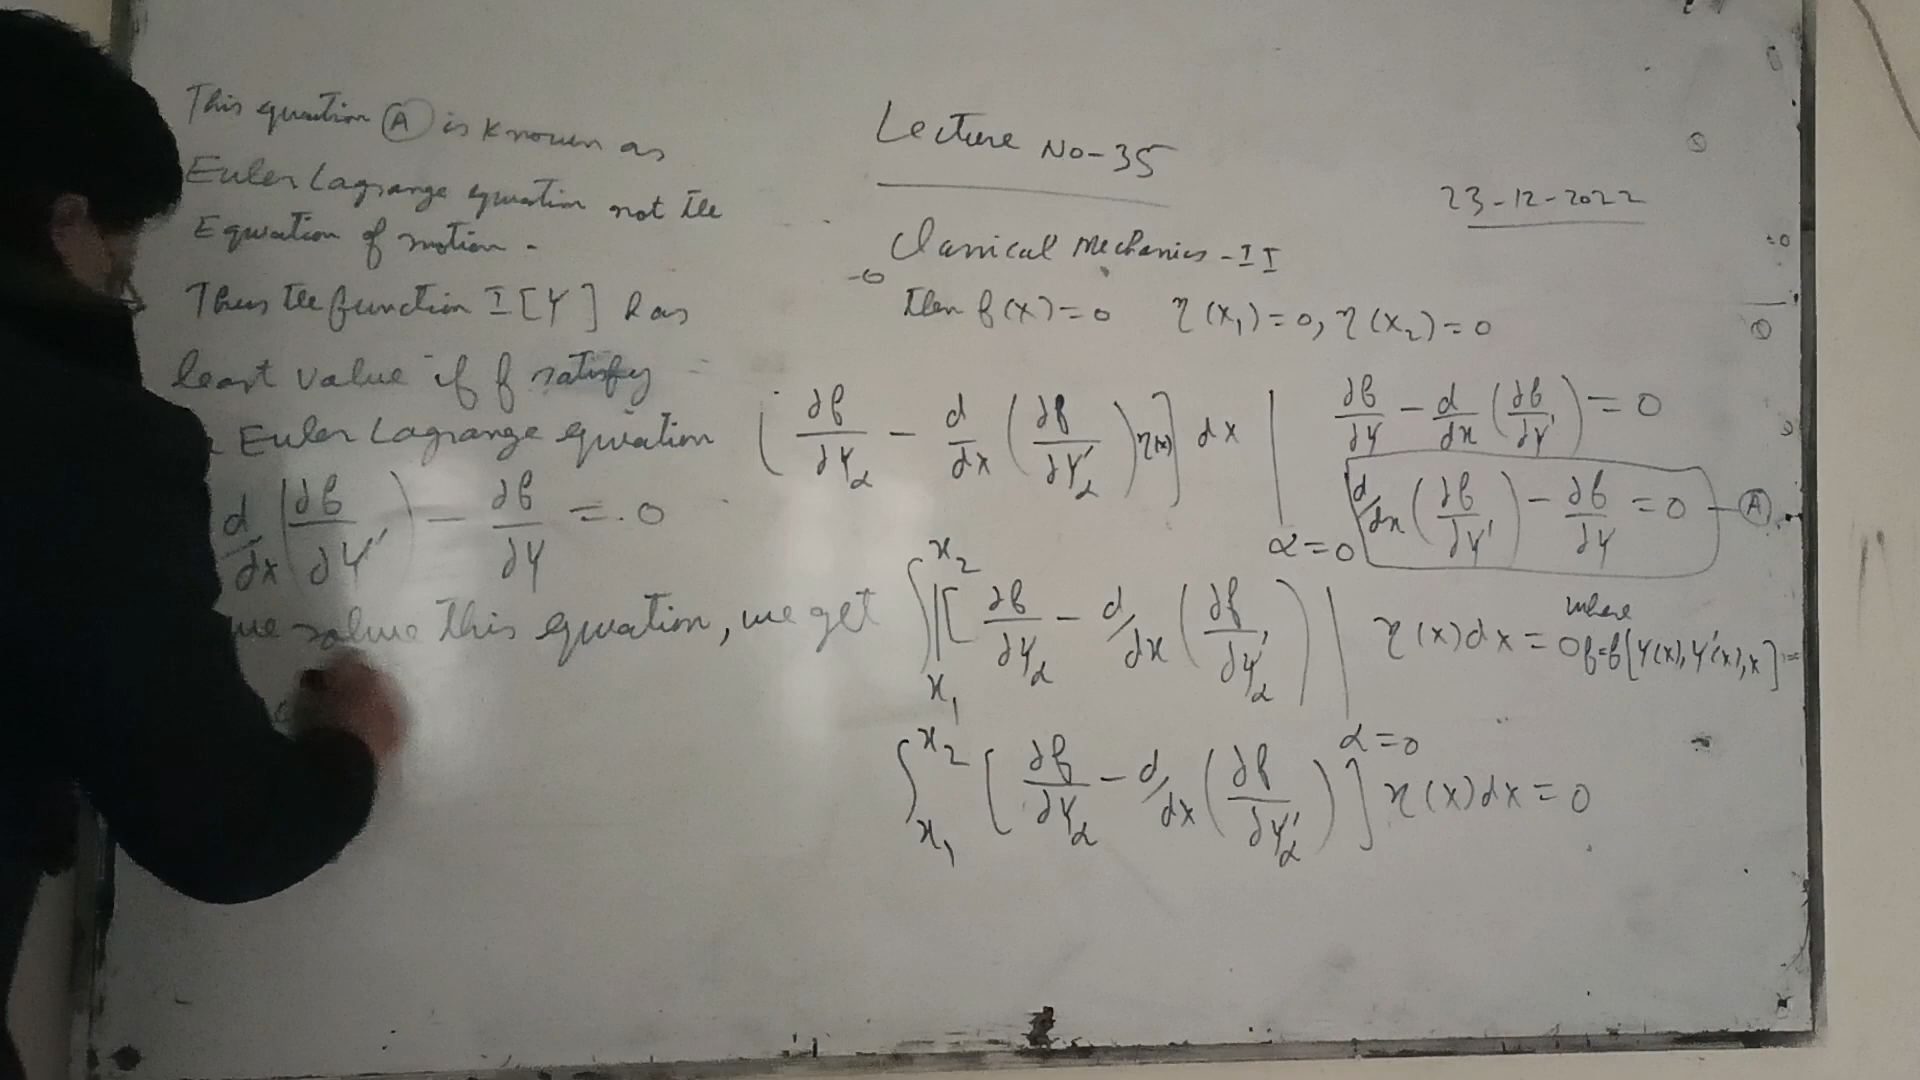 This equation Ⓐ is known as
Euler Lagrange equation not the
Equation of motion.
Thus the function I[Y] has
least value if f satisfy
Euler Lagrange equation
d/dx (∂f/∂Y') - ∂f/∂Y = 0
we solve this equation, we get
Lecture No-35
23-12-2022
Classical Mechanics - II
then f(x) = 0 η(x₁) = 0, η(x₂) = 0
[∂f/∂Yα - d/dx (∂f/∂Y'α) η(x)] dx | α=0
∂f/∂Y - d/dx (∂f/∂Y') = 0
d/dx (∂f/∂Y') - ∂f/∂Y = 0 - Ⓐ
where
∫x₁^x₂ |[∂f/∂Yα - d/dx (∂f/∂Y'α)| α=0 η(x) dx = 0 f=f[Y(x), Y'(x), x]
∫x₁^x₂ [∂f/∂Yα - d/dx (∂f/∂Y'α)] η(x) dx = 0